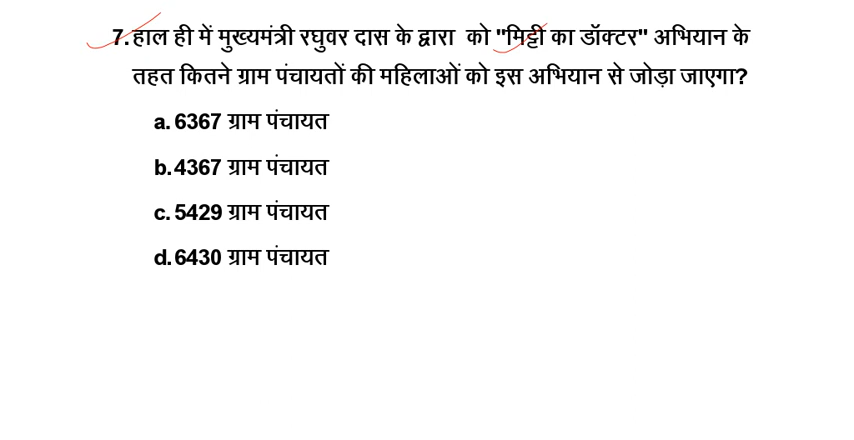 7. हाल ही में मुख्यमंत्री रघुवर दास के द्वारा को "मिट्टी का डॉक्टर" अभियान के
तहत कितने ग्राम पंचायतों की महिलाओं को इस अभियान से जोड़ा जाएगा?
a. 6367 ग्राम पंचायत
b. 4367 ग्राम पंचायत
c. 5429 ग्राम पंचायत
d. 6430 ग्राम पंचायत